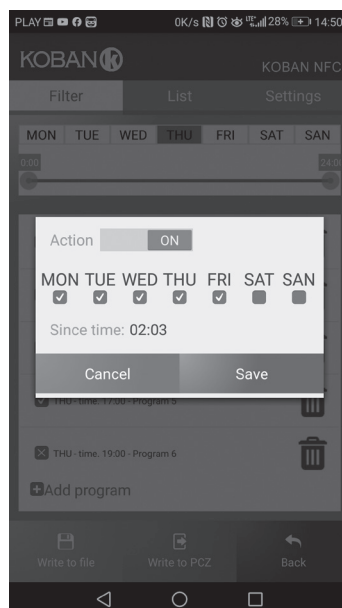 PLAY 0K/s LTE 28% 14:50
KOBAN K
KOBAN NFC
Filter List Settings
MON TUE WED THU FRI SAT SAN
0:00 24:00
Action ON
MON TUE WED THU FRI SAT SAN
Since time: 02:03
Cancel Save
THU - time. 17:00 - Program 5
THU - time. 19:00 - Program 6
Add program
Write to file Write to PCZ Back